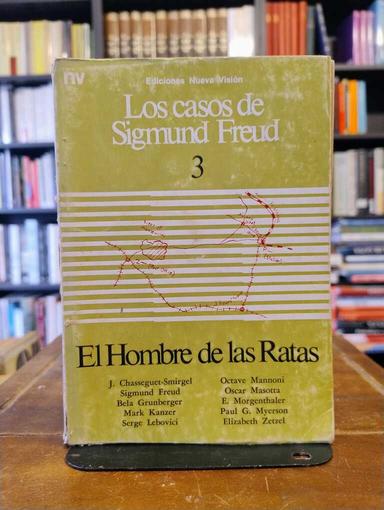 nv
Ediciones Nueva Visión
Los casos de
Sigmund Freud
3
El Hombre de las Ratas
J. Chasseguet-Smirgel
Sigmund Freud
Bela Grunberger
Mark Kanzer
Serge Lebovici
Octave Mannoni
Oscar Masotta
E. Morgenthaler
Paul G. Myerson
Elizabeth Zetzel